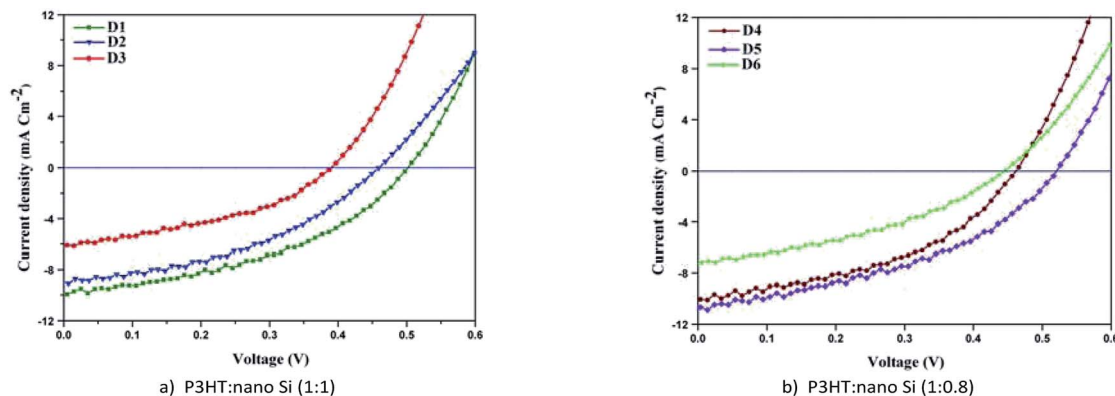 12
8
4
0
-4
-8
-12
Current density (mA Cm-2)
D1
D2
D3
0.0 0.1 0.2 0.3 0.4 0.5 0.6
Voltage (V)
a) P3HT:nano Si (1:1)
12
8
4
0
-4
-8
-12
Current density (mA Cm-2)
D4
D5
D6
0.0 0.1 0.2 0.3 0.4 0.5 0.6
Voltage (V)
b) P3HT:nano Si (1:0.8)